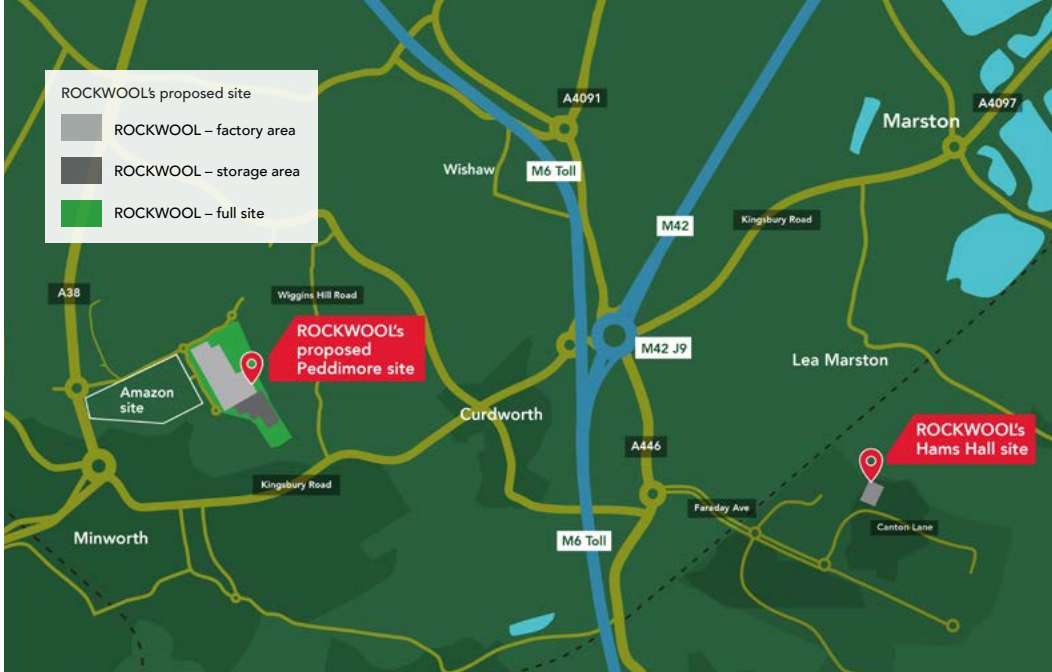 ROCKWOOL's proposed site
ROCKWOOL – factory area
ROCKWOOL – storage area
ROCKWOOL – full site
A4091
A4097
Marston
Wishaw
M6 Toll
M42
Kingsbury Road
A38
Wiggins Hill Road
ROCKWOOL's
proposed
Peddimore site
M42 J9
Lea Marston
Amazon
site
Curdworth
ROCKWOOL's
Hams Hall site
A446
Kingsbury Road
Faraday Ave
Canton Lane
Minworth
M6 Toll